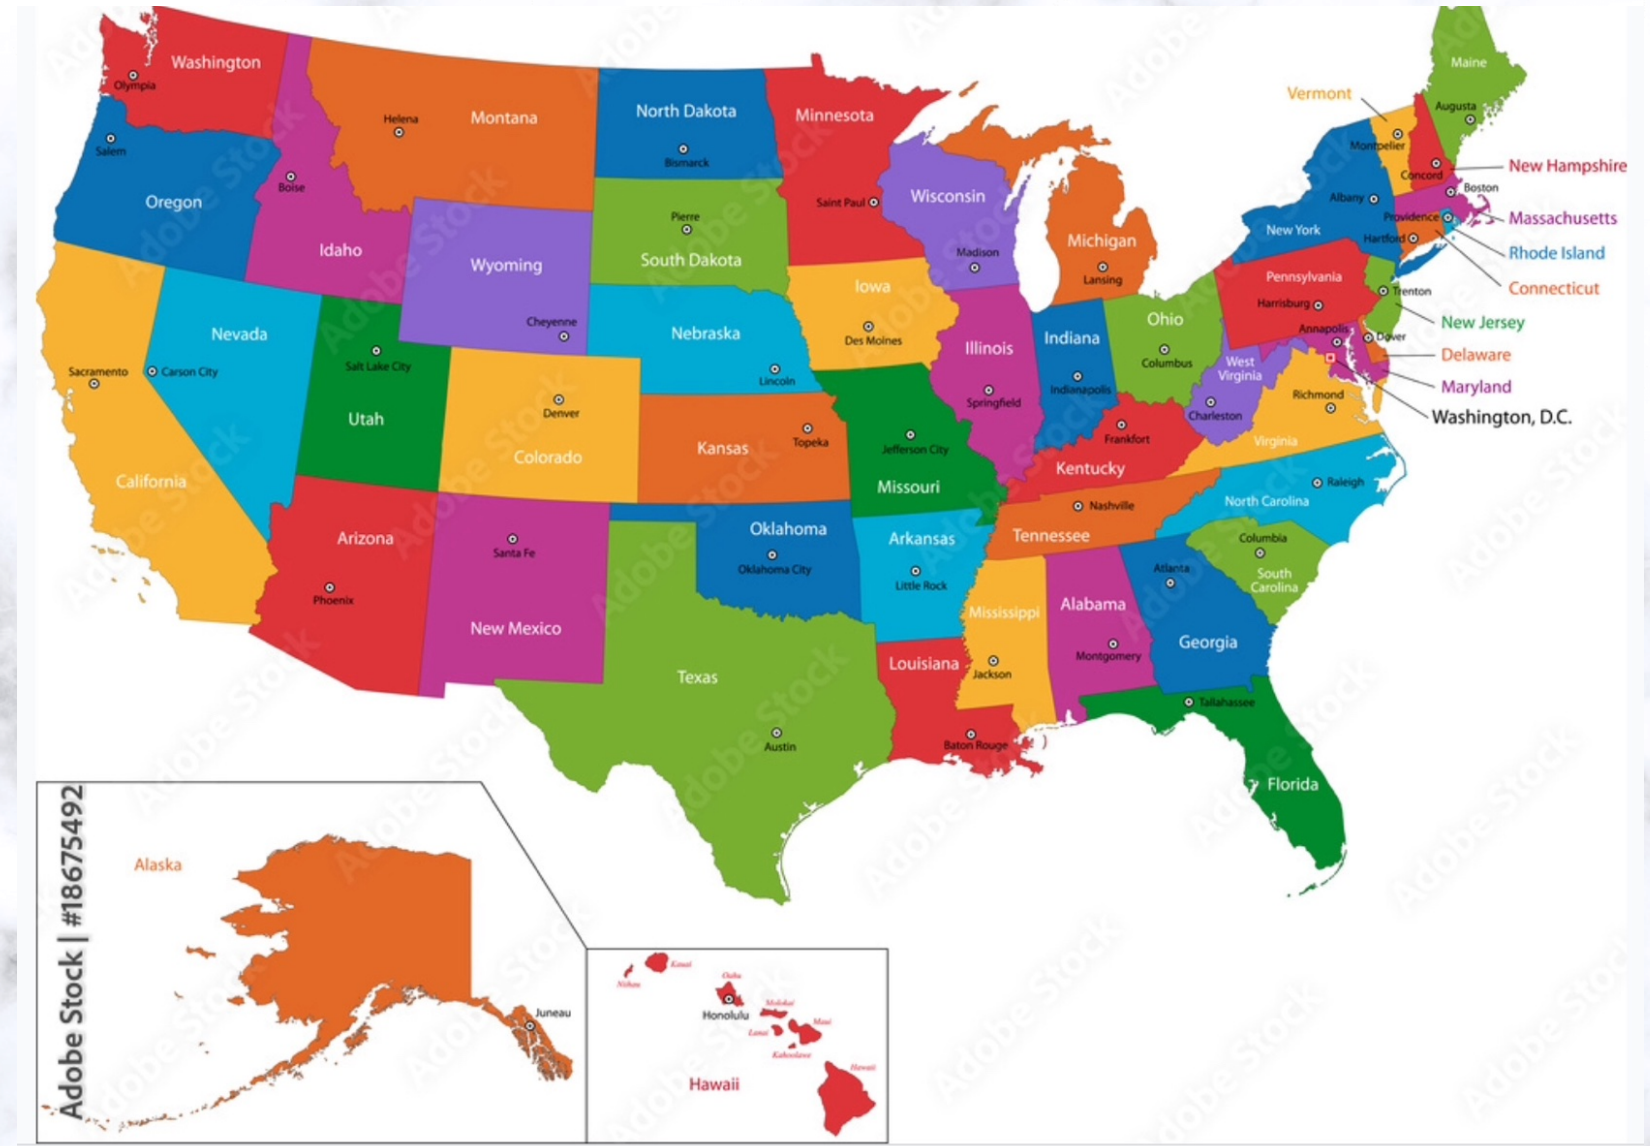 Washington
Olympia
Salem
Oregon
Boise
Idaho
Helena
Montana
North Dakota
Bismarck
Minnesota
Saint Paul
Wisconsin
Madison
Michigan
Lansing
Vermont
Montpelier
Maine
Augusta
Concord
New Hampshire
Boston
Massachusetts
Albany
New York
Providence
Hartford
Rhode Island
Connecticut
Wyoming
Cheyenne
Pierre
South Dakota
Iowa
Des Moines
Nebraska
Lincoln
Nevada
Carson City
Sacramento
California
Salt Lake City
Utah
Denver
Colorado
Kansas
Topeka
Jefferson City
Missouri
Illinois
Springfield
Indiana
Indianapolis
Ohio
Columbus
Pennsylvania
Harrisburg
Trenton
New Jersey
Annapolis
Dover
Delaware
Maryland
Washington, D.C.
West
Virginia
Charleston
Richmond
Virginia
Frankfort
Kentucky
Nashville
Tennessee
North Carolina
Raleigh
Columbia
South
Carolina
Arizona
Phoenix
Santa Fe
New Mexico
Oklahoma
Oklahoma City
Arkansas
Little Rock
Mississippi
Jackson
Alabama
Montgomery
Atlanta
Georgia
Texas
Austin
Louisiana
Baton Rouge
Tallahassee
Florida
Alaska
Juneau
Kauai
Niihau
Oahu
Honolulu
Molokai
Lanai
Maui
Kahoolawe
Hawaii
Hawaii
Adobe Stock | #18675492
Adobe Stock